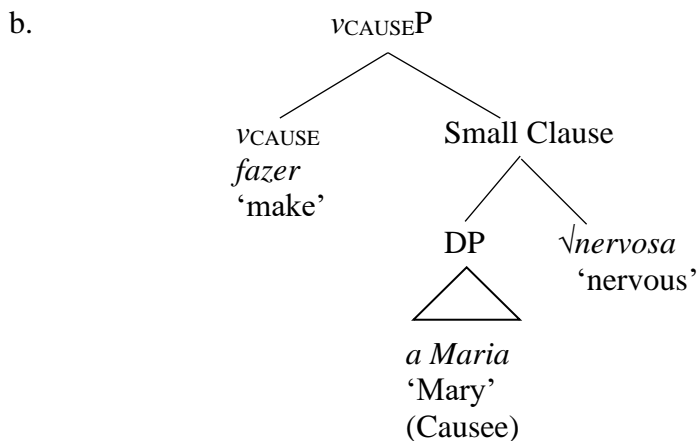 b. vCAUSEP
vCAUSE Small Clause
fazer
‘make’
DP √nervosa
‘nervous’
a Maria
‘Mary’
(Causee)